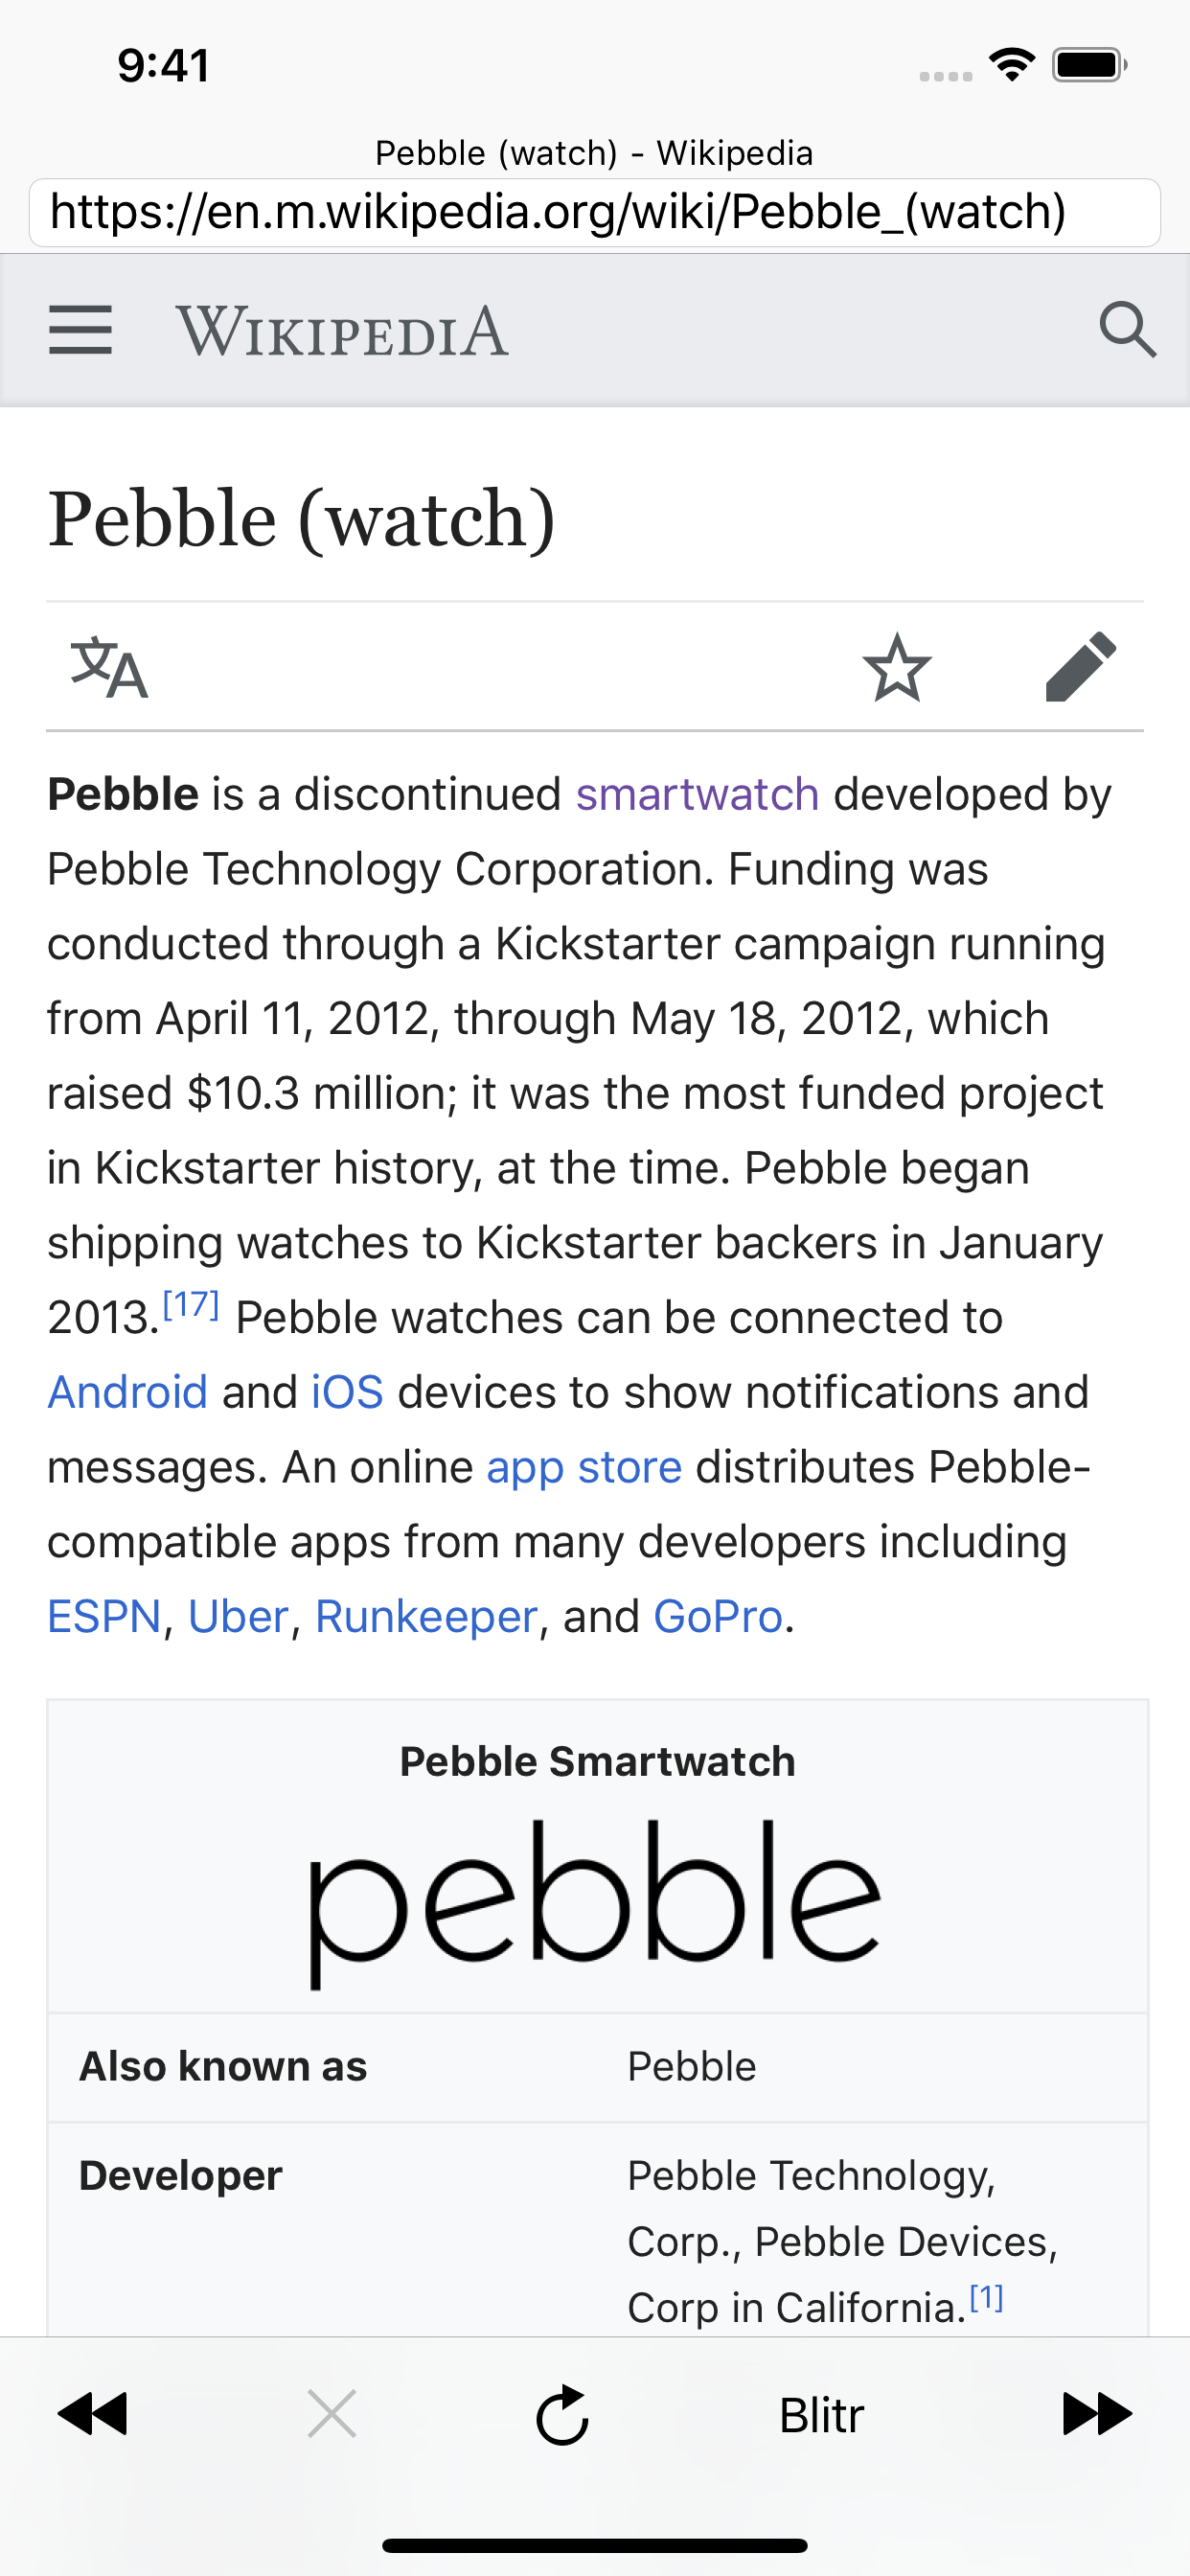 9:41
Pebble (watch) - Wikipedia
https://en.m.wikipedia.org/wiki/Pebble_(watch)
WIKIPEDIA
Pebble (watch)
文A
Pebble is a discontinued smartwatch developed by
Pebble Technology Corporation. Funding was
conducted through a Kickstarter campaign running
from April 11, 2012, through May 18, 2012, which
raised $10.3 million; it was the most funded project
in Kickstarter history, at the time. Pebble began
shipping watches to Kickstarter backers in January
2013.[17] Pebble watches can be connected to
Android and iOS devices to show notifications and
messages. An online app store distributes Pebble-
compatible apps from many developers including
ESPN, Uber, Runkeeper, and GoPro.
Pebble Smartwatch
pebble
Also known as Pebble
Developer Pebble Technology,
Corp., Pebble Devices,
Corp in California.[1]
Blitr